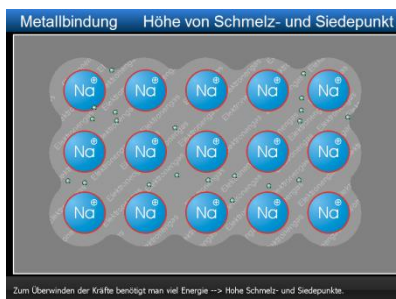 Metallbindung Höhe von Schmelz- und Siedepunkt
Na ⊕ Na ⊕ Na ⊕ Na ⊕ Na ⊕
Na ⊕ Na ⊕ Na ⊕ Na ⊕ Na ⊕
Na ⊕ Na ⊕ Na ⊕ Na ⊕ Na ⊕
Elektronengas
Zum Überwinden der Kräfte benötigt man viel Energie --> Hohe Schmelz- und Siedepunkte.